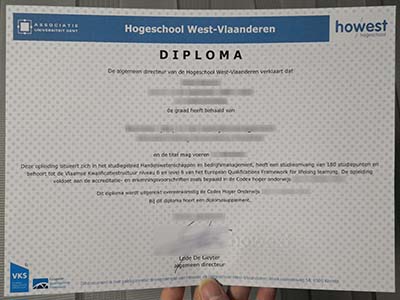 ASSOCIATIE
UNIVERSITEIT GENT
Hogeschool West-Vlaanderen
howest
hogeschool
DIPLOMA
De algemeen directeur van de Hogeschool West-Vlaanderen verklaart dat
de graad heeft behaald van
en de titel mag voeren
Deze opleiding situeert zich in het studiegebied Handelswetenschappen en bedrijfsmanagement, heeft een studieomvang van 180 studiepunten en
behoort tot de Vlaamse Kwalificatiestructuur niveau 6 en level 6 van het European Qualifications Framework for lifelong learning. De opleiding
voldoet aan de accreditatie- en erkenningsvoorschriften zoals bepaald in de Codex hoger onderwijs.
Dit diploma wordt uitgereikt overeenkomstig de Codex Hoger Onderwijs
Bij dit diploma hoort een diplomasupplement.
Lode De Geyter
algemeen directeur
VKS